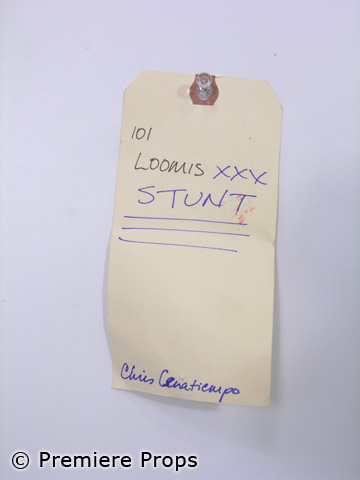 101
LOOMIS XXX
STUNT
Chris Cenatiempo
© Premiere Props